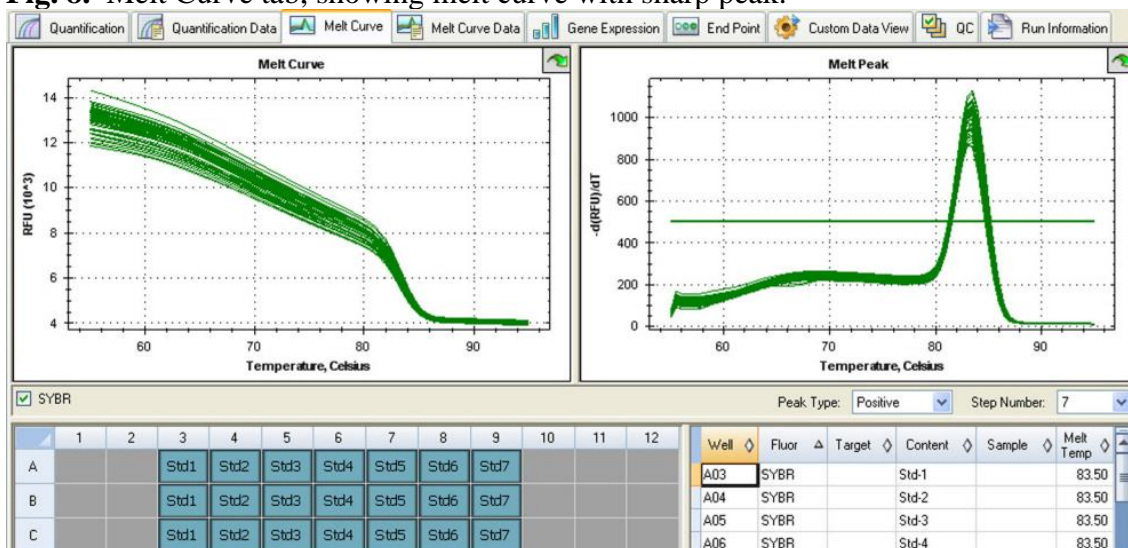 Fig. 8. Melt Curve tab, showing melt curve with sharp peak.
Quantification Quantification Data Melt Curve Melt Curve Data Gene Expression End Point Custom Data View QC Run Information
Melt Curve
14
12
10
8
6
4
RFU (10^3)
60 70 80 90
Temperature, Celsius
Melt Peak
1000
800
600
400
200
0
-d(RFU)/dT
60 70 80 90
Temperature, Celsius
SYBR
Peak Type: Positive Step Number: 7
1 2 3 4 5 6 7 8 9 10 11 12
A Std1 Std2 Std3 Std4 Std5 Std6 Std7
B Std1 Std2 Std3 Std4 Std5 Std6 Std7
C Std1 Std2 Std3 Std4 Std5 Std6 Std7
Well Fluor Target Content Sample Melt Temp
A03 SYBR Std-1 83.50
A04 SYBR Std-2 83.50
A05 SYBR Std-3 83.50
A06 SYBR Std-4 83.50